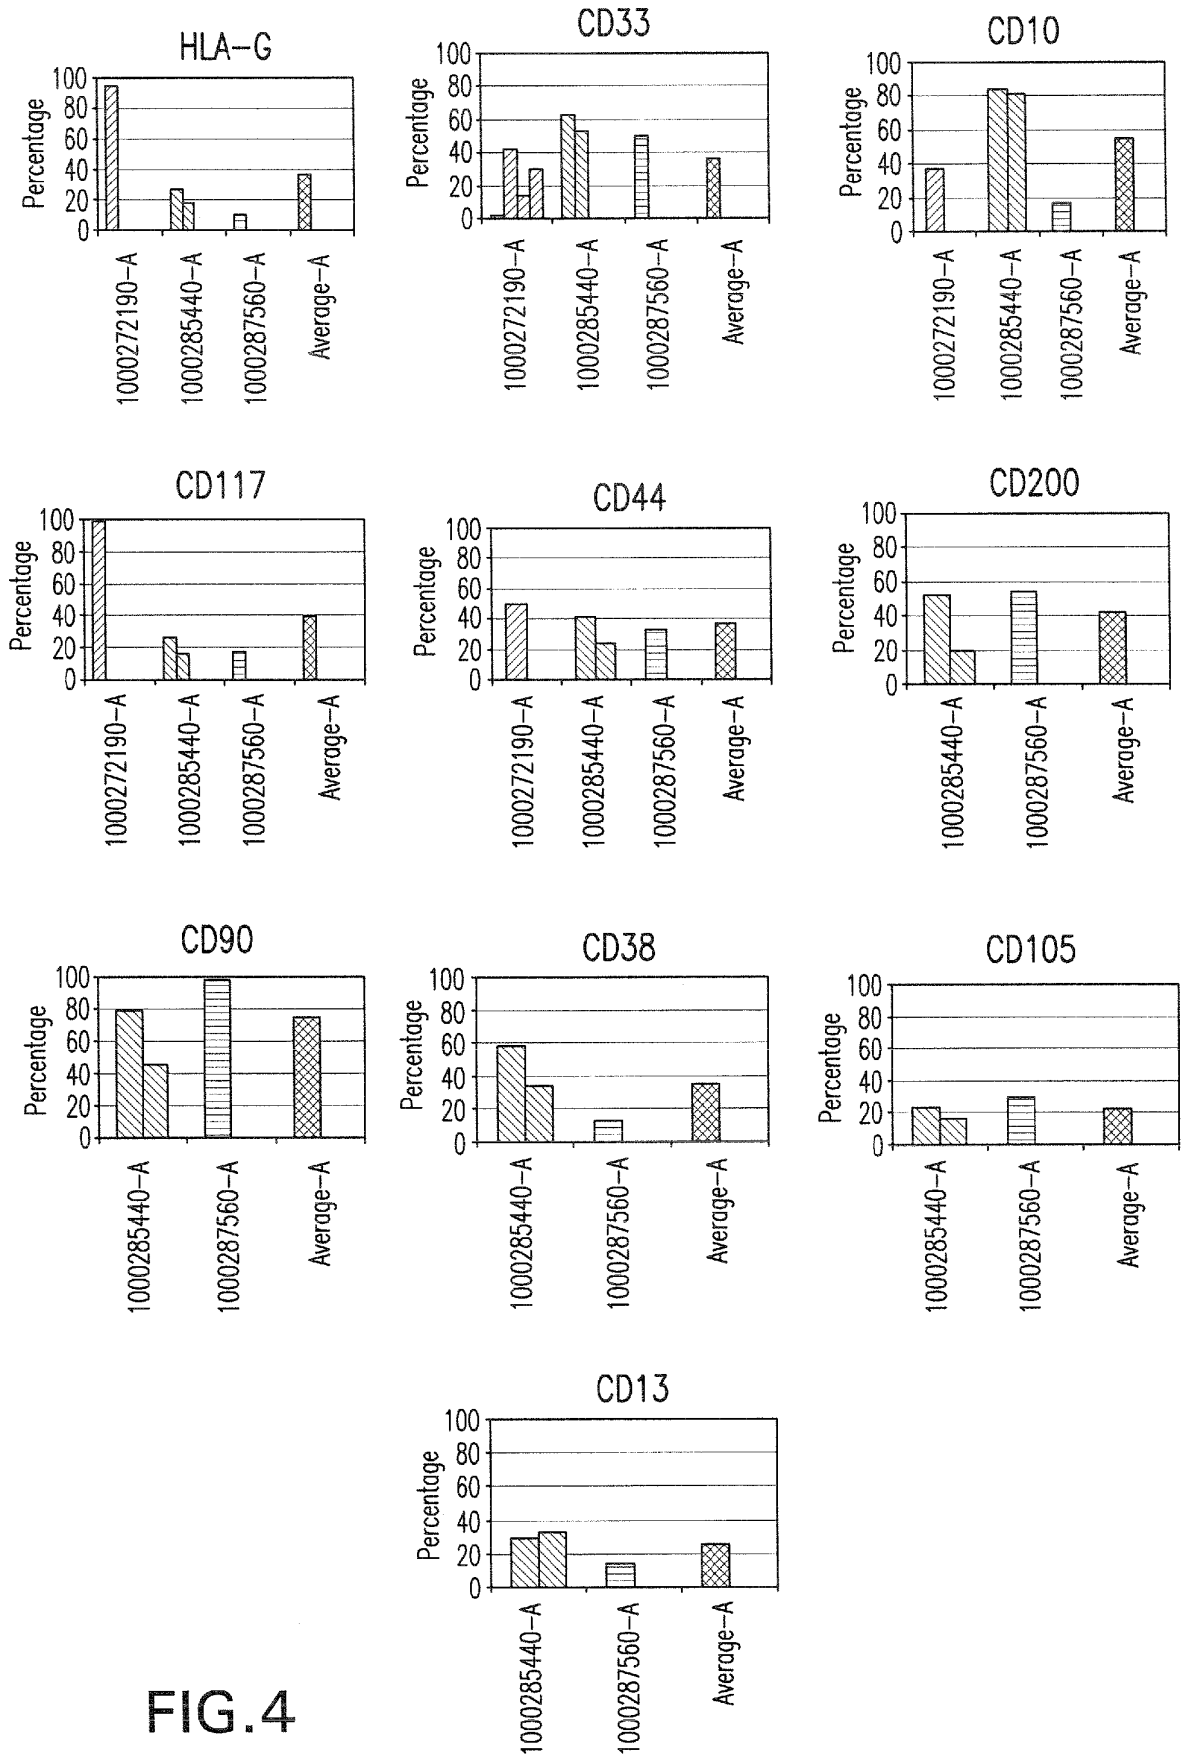 HLA-G
Percentage
100
80
60
40
20
0
1000272190-A
1000285440-A
1000287560-A
Average-A
CD33
Percentage
100
80
60
40
20
0
1000272190-A
1000285440-A
1000287560-A
Average-A
CD10
Percentage
100
80
60
40
20
0
1000272190-A
1000285440-A
1000287560-A
Average-A
CD117
Percentage
100
80
60
40
20
0
1000272190-A
1000285440-A
1000287560-A
Average-A
CD44
Percentage
100
80
60
40
20
0
1000272190-A
1000285440-A
1000287560-A
Average-A
CD200
Percentage
100
80
60
40
20
0
1000285440-A
1000287560-A
Average-A
CD90
Percentage
100
80
60
40
20
0
1000285440-A
1000287560-A
Average-A
CD38
Percentage
100
80
60
40
20
0
1000285440-A
1000287560-A
Average-A
CD105
Percentage
100
80
60
40
20
0
1000285440-A
1000287560-A
Average-A
CD13
Percentage
100
80
60
40
20
0
1000285440-A
1000287560-A
Average-A
FIG.4